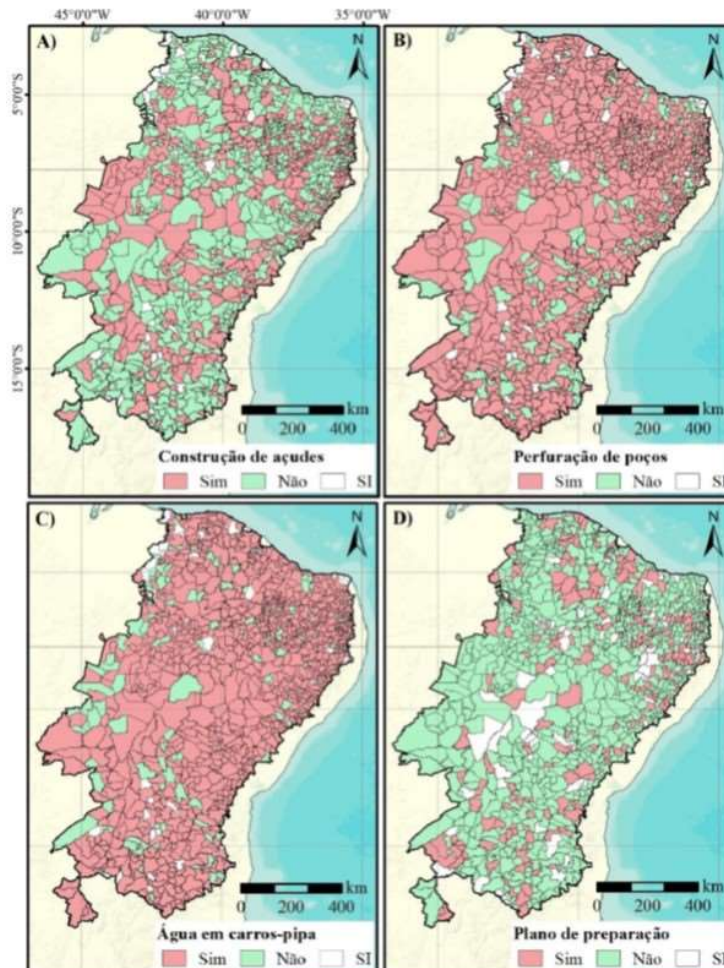 45°0'0"W 40°0'0"W 35°0'0"W
A) N
5°0'0"S
10°0'0"S
15°0'0"S
km
0 200 400
Construção de açudes
Sim Não SI
B) N
km
0 200 400
Perfuração de poços
Sim Não SI
C) N
km
0 200 400
Água em carros-pipa
Sim Não SI
D) N
km
0 200 400
Plano de preparação
Sim Não SI